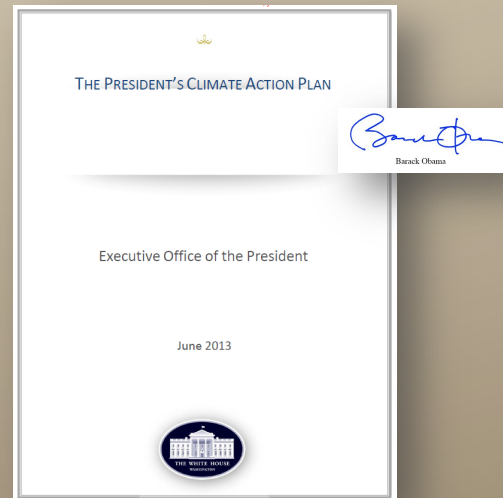 THE PRESIDENT'S CLIMATE ACTION PLAN
Barack Obama
Executive Office of the President
June 2013
THE WHITE HOUSE
WASHINGTON